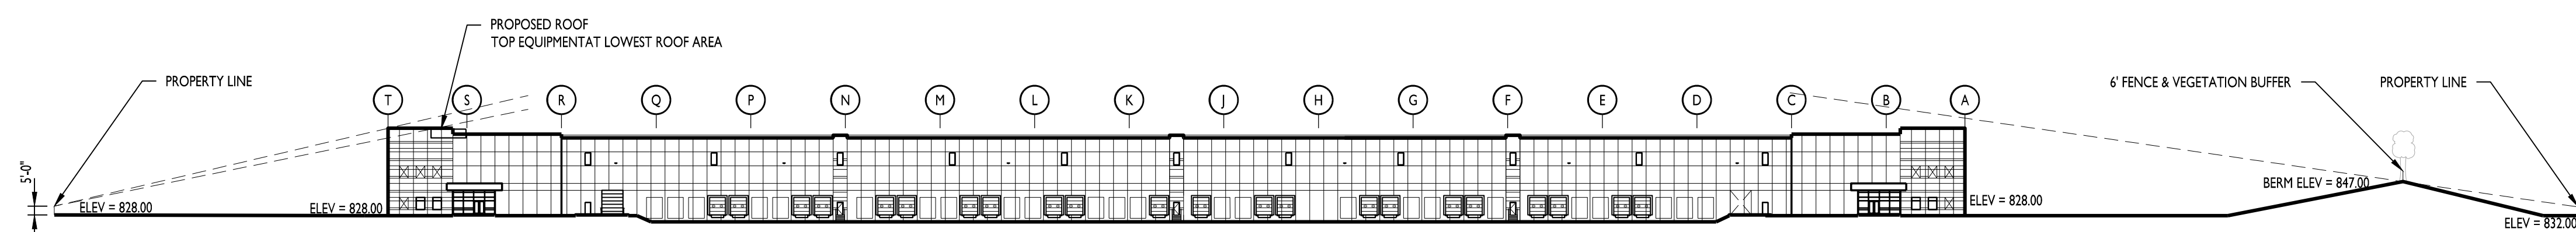 PROPOSED ROOF
TOP EQUIPMENTAT LOWEST ROOF AREA
PROPERTY LINE
T S R Q P N M L K J H G F E D C B A
6' FENCE & VEGETATION BUFFER
PROPERTY LINE
5'-0"
ELEV = 828.00
ELEV = 828.00
ELEV = 828.00
BERM ELEV = 847.00
ELEV = 832.00